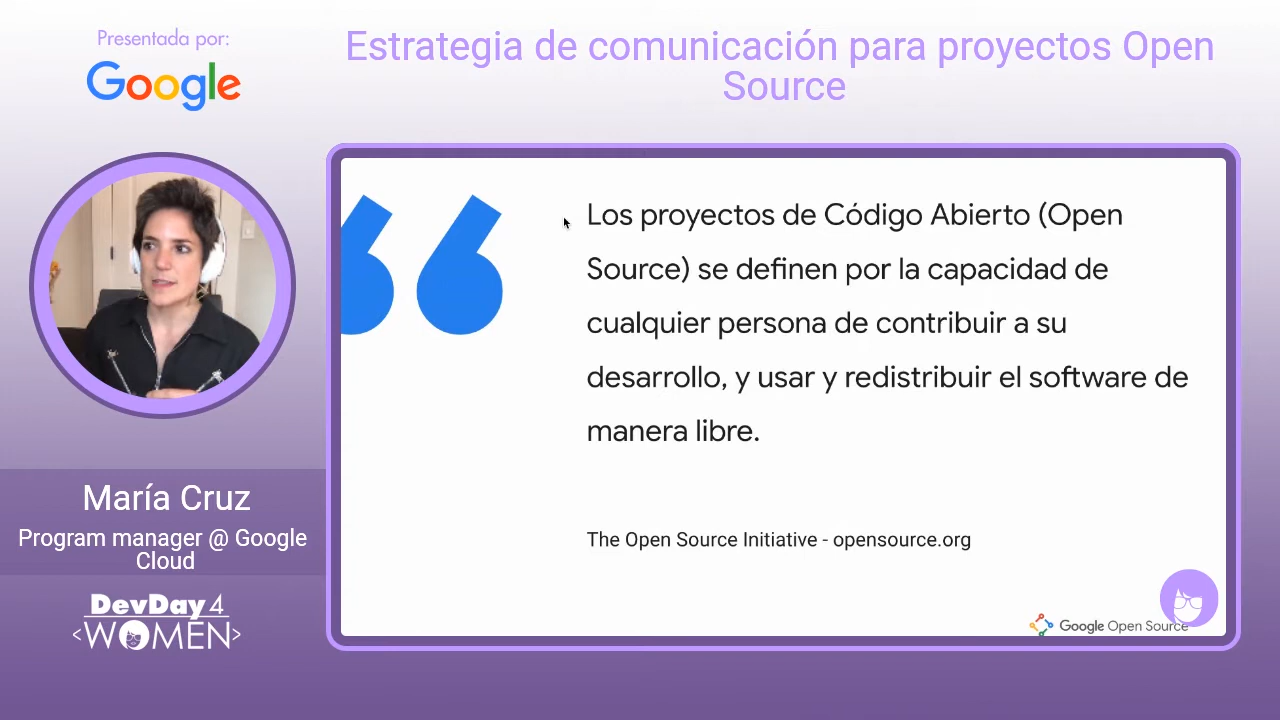 Presentada por:
Google
Estrategia de comunicación para proyectos Open
Source
Los proyectos de Código Abierto (Open
Source) se definen por la capacidad de
cualquier persona de contribuir a su
desarrollo, y usar y redistribuir el software de
manera libre.
The Open Source Initiative - opensource.org
Google Open Source
María Cruz
Program manager @ Google
Cloud
DevDay 4
<WOMEN>